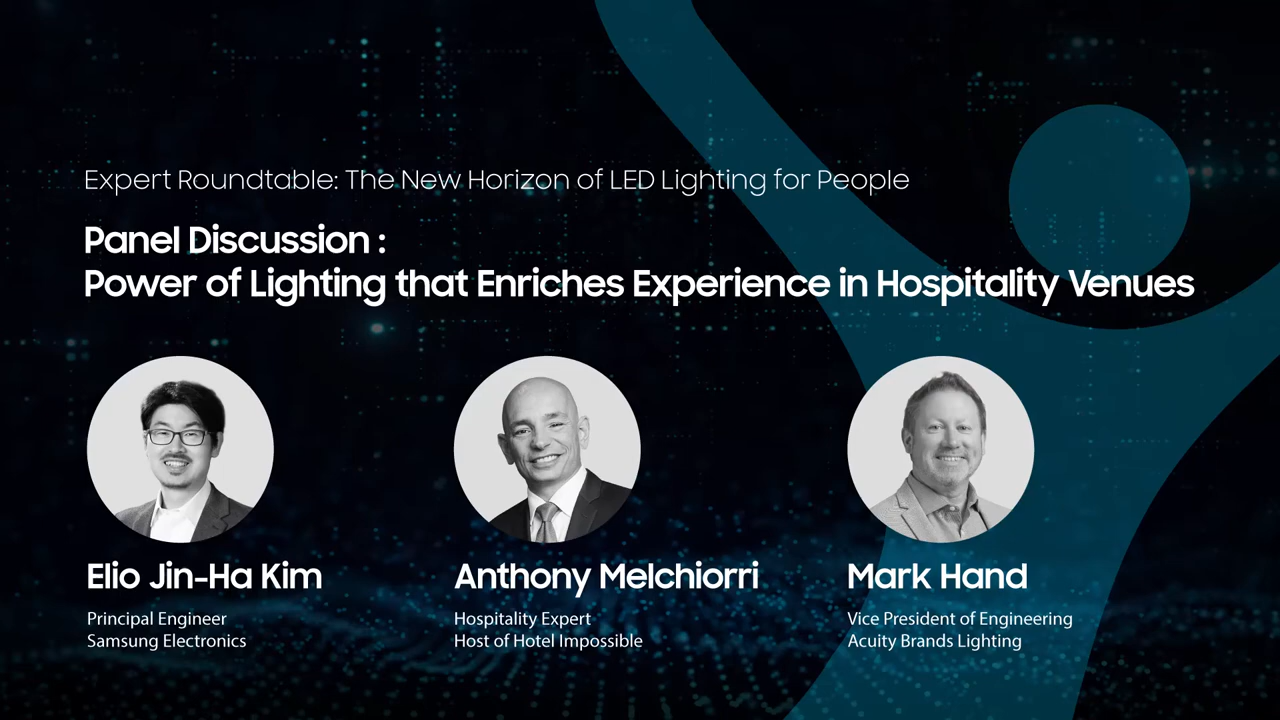 Expert Roundtable: The New Horizon of LED Lighting for People
Panel Discussion :
Power of Lighting that Enriches Experience in Hospitality Venues
Elio Jin-Ha Kim
Principal Engineer
Samsung Electronics
Anthony Melchiorri
Hospitality Expert
Host of Hotel Impossible
Mark Hand
Vice President of Engineering
Acuity Brands Lighting